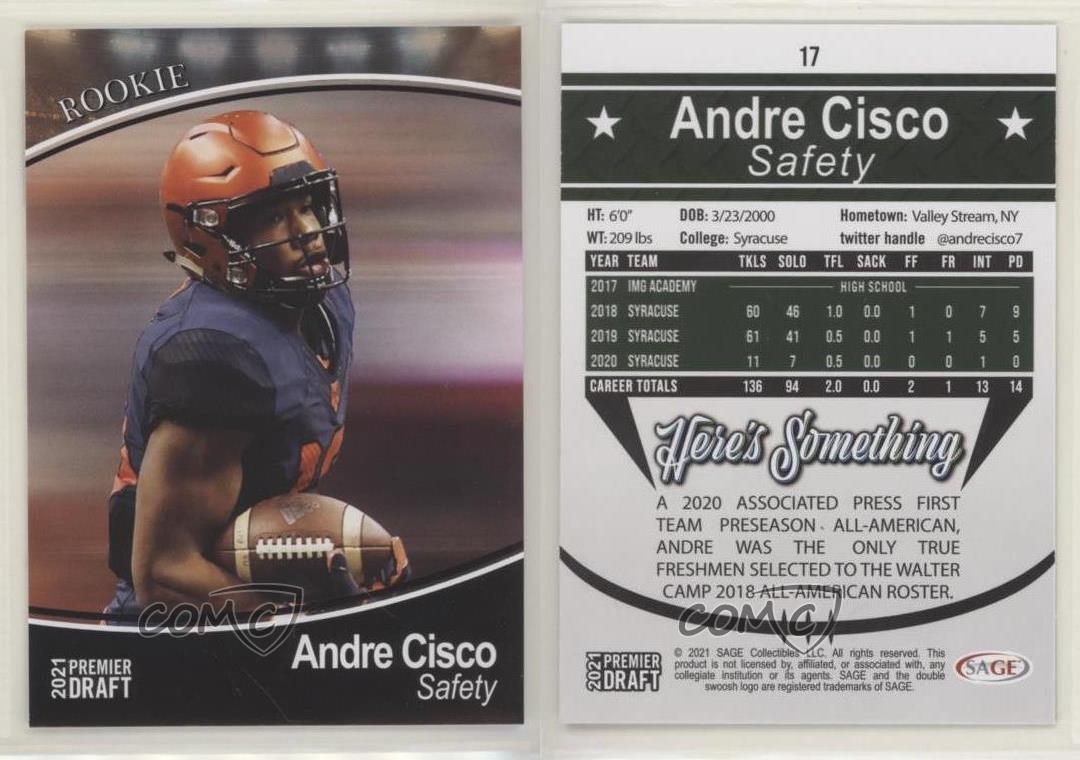 ROOKIE
Andre Cisco
Safety
2021 PREMIER
DRAFT
COMC
17
Andre Cisco
Safety
HT: 6'0" DOB: 3/23/2000 Hometown: Valley Stream, NY
WT: 209 lbs College: Syracuse twitter handle @andrecisco7
YEAR TEAM TKLS SOLO TFL SACK FF FR INT PD
2017 IMG ACADEMY HIGH SCHOOL
2018 SYRACUSE 60 46 1.0 0.0 1 0 7 9
2019 SYRACUSE 61 41 0.5 0.0 1 1 5 5
2020 SYRACUSE 11 7 0.5 0.0 0 0 1 0
CAREER TOTALS 136 94 2.0 0.0 2 1 13 14
Here's Something
A 2020 ASSOCIATED PRESS FIRST
TEAM PRESEASON ALL-AMERICAN,
ANDRE WAS THE ONLY TRUE
FRESHMEN SELECTED TO THE WALTER
CAMP 2018 ALL-AMERICAN ROSTER.
COMC
2021 PREMIER
DRAFT
© 2021 SAGE Collectibles LLC. All rights reserved. This
product is not licensed by, affiliated, or associated with, any
collegiate institution or its agents. SAGE and the double
swoosh logo are registered trademarks of SAGE.
SAGE